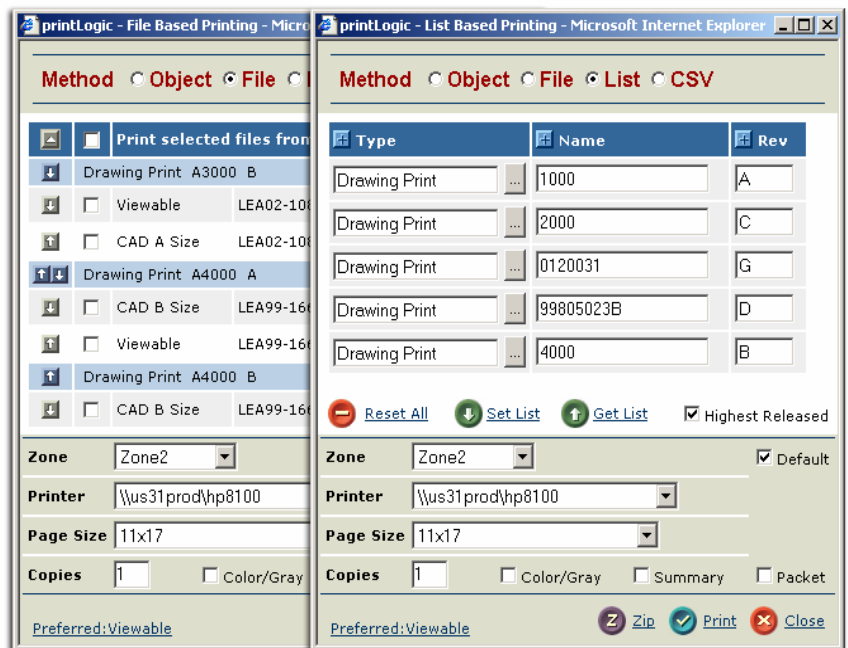 printLogic - File Based Printing - Micro
Method Object File
Print selected files from
Drawing Print A3000 B
Viewable LEA02-108
CAD A Size LEA02-108
Drawing Print A4000 A
CAD B Size LEA99-166
Viewable LEA99-166
Drawing Print A4000 B
CAD B Size LEA99-166
Zone Zone2
Printer \\us31prod\hp8100
Page Size 11x17
Copies 1 Color/Gray
Preferred:Viewable
printLogic - List Based Printing - Microsoft Internet Explorer
Method Object File List CSV
Type Name Rev
Drawing Print ... 1000 A
Drawing Print ... 2000 C
Drawing Print ... 0120031 G
Drawing Print ... 99805023B D
Drawing Print ... 4000 B
Reset All Set List Get List Highest Released
Zone Zone2 Default
Printer \\us31prod\hp8100
Page Size 11x17
Copies 1 Color/Gray Summary Packet
Preferred:Viewable Z Zip Print Close